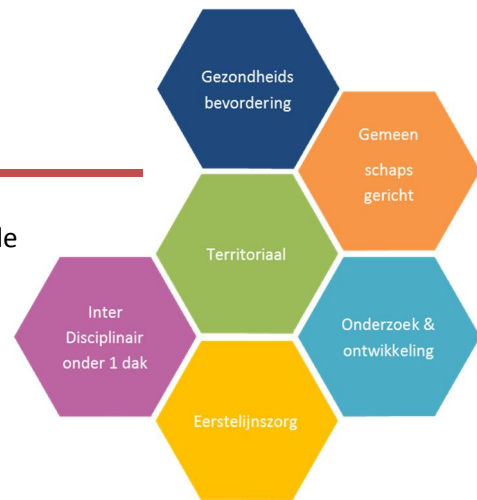 Gezondheids
bevordering
Gemeen
schaps
gericht
Territoriaal
Inter
Disciplinair
onder 1 dak
Onderzoek &
ontwikkeling
Eerstelijnszorg